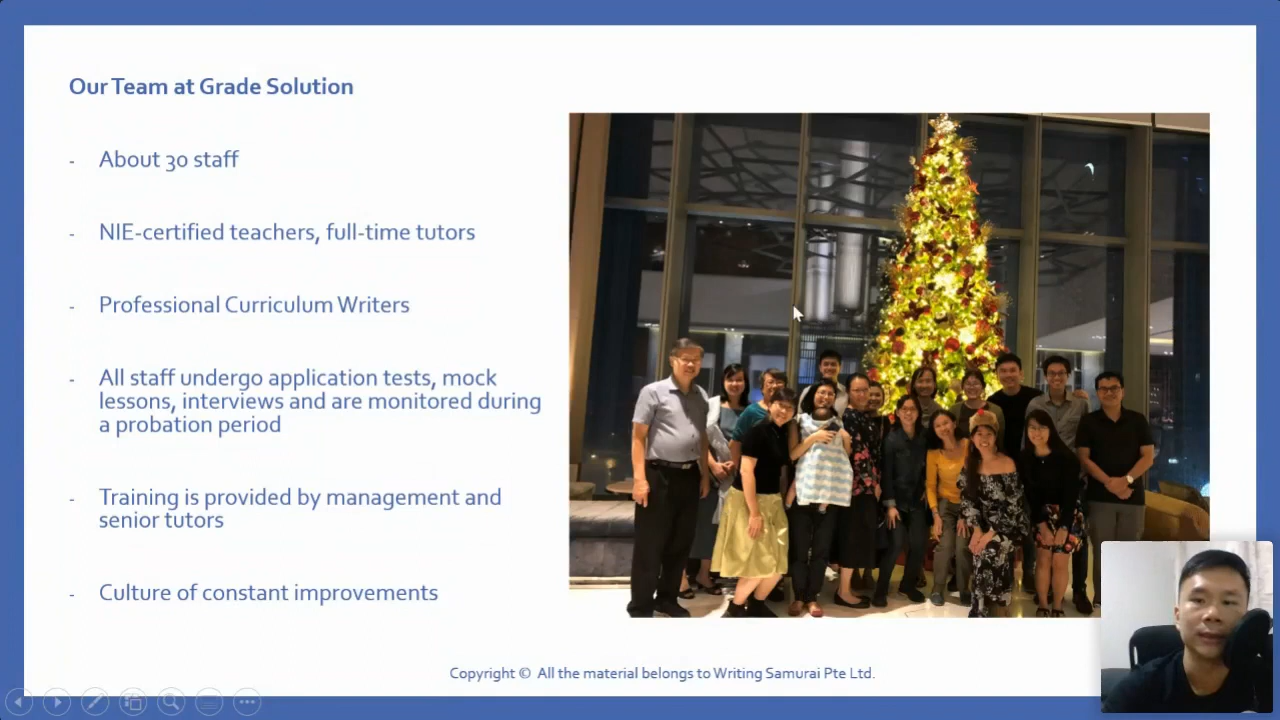 Our Team at Grade Solution
- About 30 staff
- NIE-certified teachers, full-time tutors
- Professional Curriculum Writers
- All staff undergo application tests, mock
lessons, interviews and are monitored during
a probation period
- Training is provided by management and
senior tutors
- Culture of constant improvements
Copyright © All the material belongs to Writing Samurai Pte Ltd.